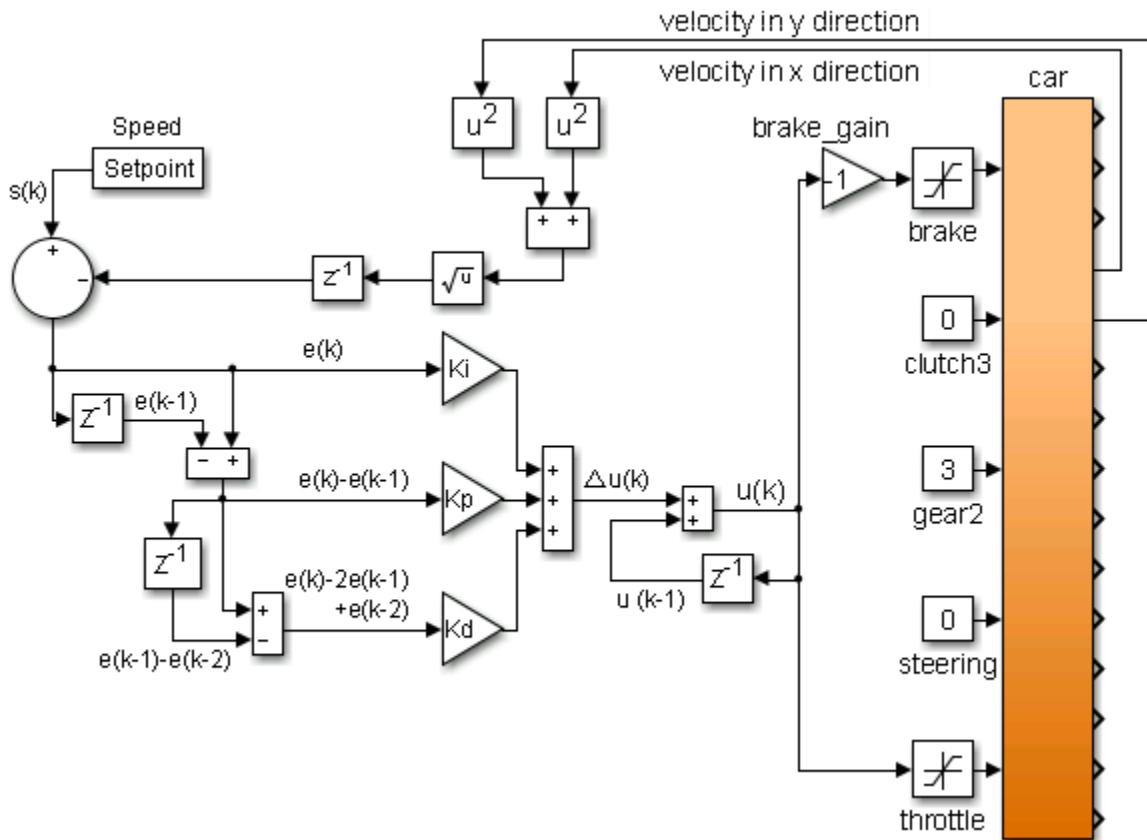 velocity in y direction
velocity in x direction
car
u²
u²
brake_gain
Speed
Setpoint
s(k)
-1
+ +
brake
+
-
Z⁻¹
√u
0
clutch3
e(k)
Ki
Z⁻¹
e(k-1)
- +
+
+
+
Δu(k)
+
+
u(k)
3
gear2
e(k)-e(k-1)
Kp
Z⁻¹
Z⁻¹
u (k-1)
e(k)-2e(k-1)
+e(k-2)
+
-
Kd
e(k-1)-e(k-2)
0
steering
throttle